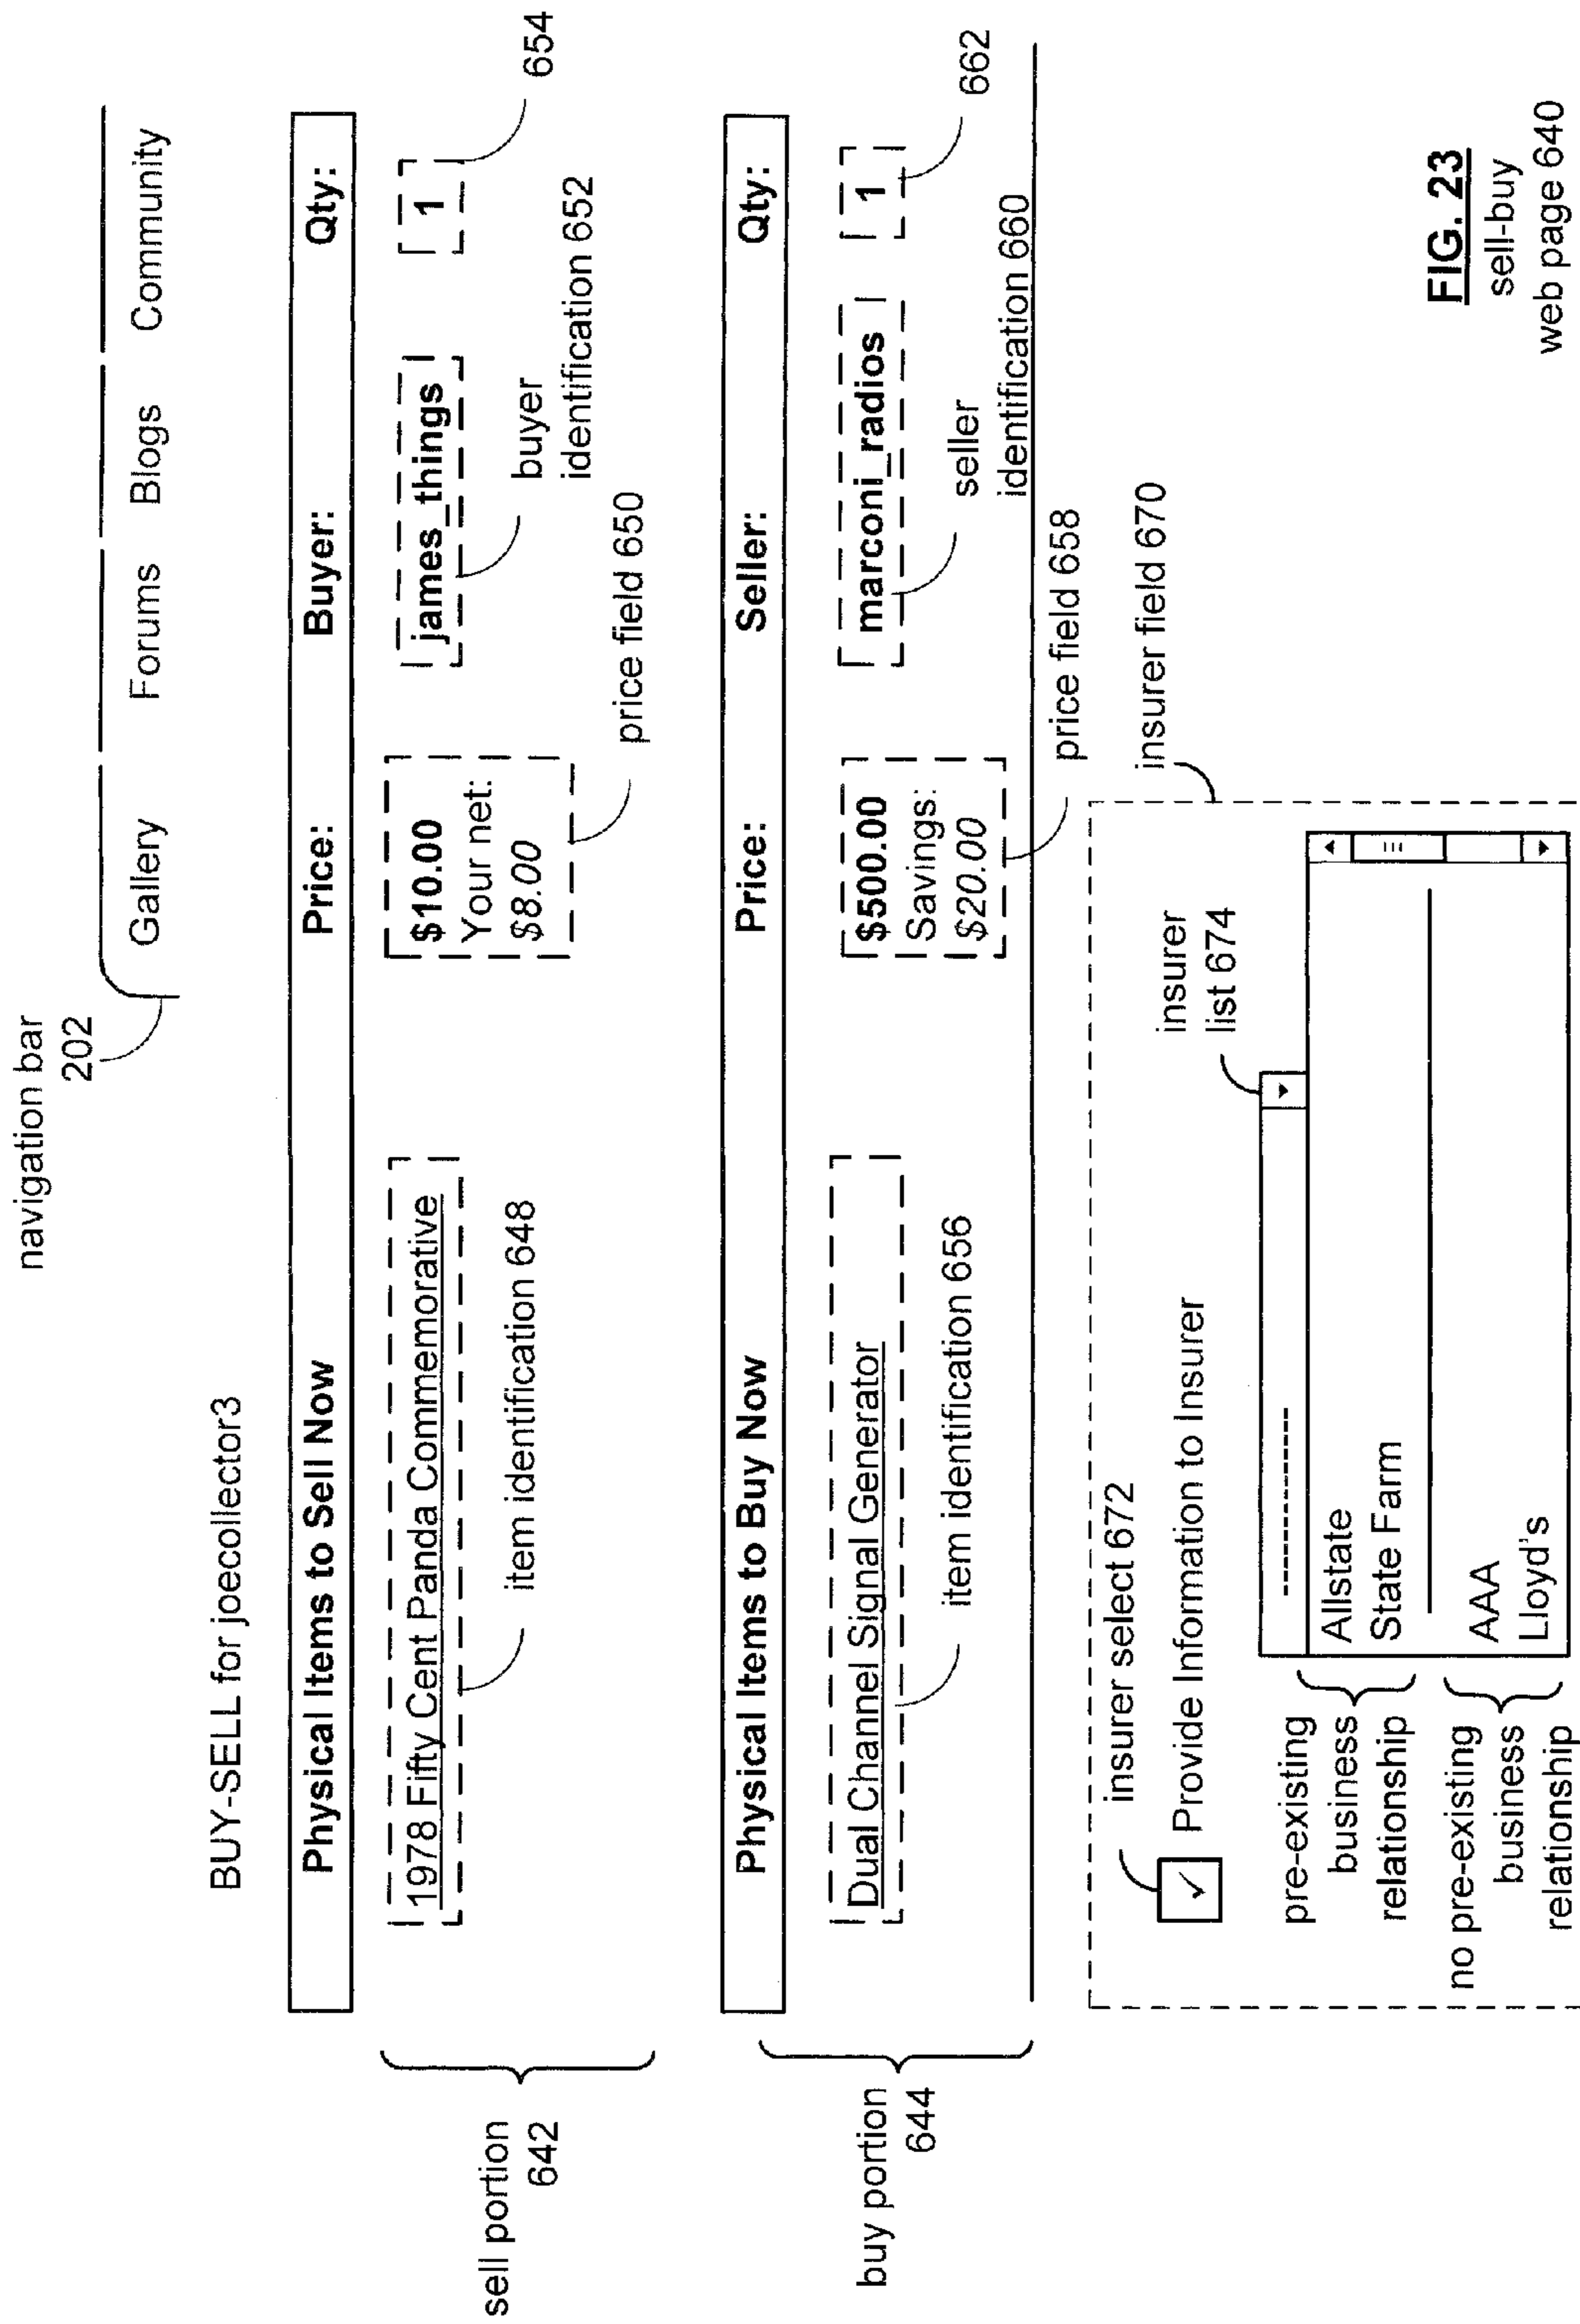 navigation bar
202
Gallery Forums Blogs Community
BUY-SELL for joecollector3
Physical Items to Sell Now Price: Buyer: Qty:
1978 Fifty Cent Panda Commemorative $10.00 james_things 1
Your net:
$8.00
654
item identification 648
buyer
identification 652
price field 650
sell portion
642
Physical Items to Buy Now Price: Seller: Qty:
Dual Channel Signal Generator $500.00 marconi_radios 1
Savings:
$20.00
662
item identification 656
seller
identification 660
price field 658
buy portion
644
insurer field 670
insurer select 672
✓ Provide Information to Insurer
insurer
list 674
------------
pre-existing
business
relationship
Allstate
State Farm
no pre-existing
business
relationship
AAA
Lloyd's
FIG. 23
sell-buy
web page 640